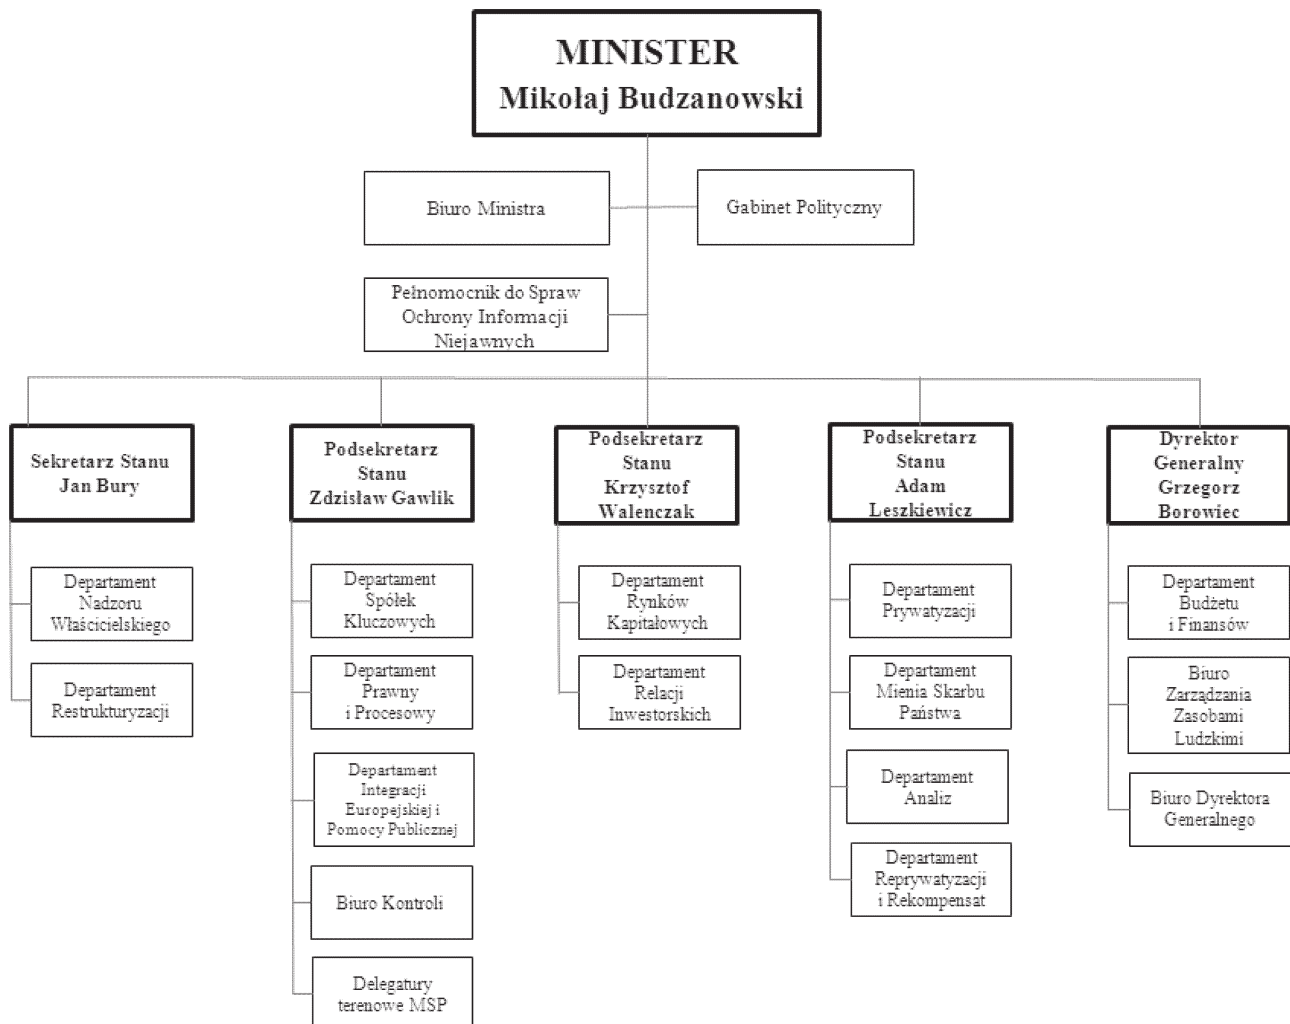 MINISTER
Mikołaj Budzanowski
Biuro Ministra
Gabinet Polityczny
Pełnomocnik do Spraw
Ochrony Informacji
Niejawnych
Sekretarz Stanu
Jan Bury
Departament
Nadzoru
Właścicielskiego
Departament
Restrukturyzacji
Podsekretarz
Stanu
Zdzisław Gawlik
Departament
Spółek
Kluczowych
Departament
Prawny
i Procesowy
Departament
Integracji
Europejskiej i
Pomocy Publicznej
Biuro Kontroli
Delegatury
terenowe MSP
Podsekretarz
Stanu
Krzysztof
Walenczak
Departament
Rynków
Kapitałowych
Departament
Relacji
Inwestorskich
Podsekretarz
Stanu
Adam
Leszkiewicz
Departament
Prywatyzacji
Departament
Mienia Skarbu
Państwa
Departament
Analiz
Departament
Reprywatyzacji
i Rekompensat
Dyrektor
Generalny
Grzegorz
Borowiec
Departament
Budżetu
i Finansów
Biuro
Zarządzania
Zasobami
Ludzkimi
Biuro Dyrektora
Generalnego